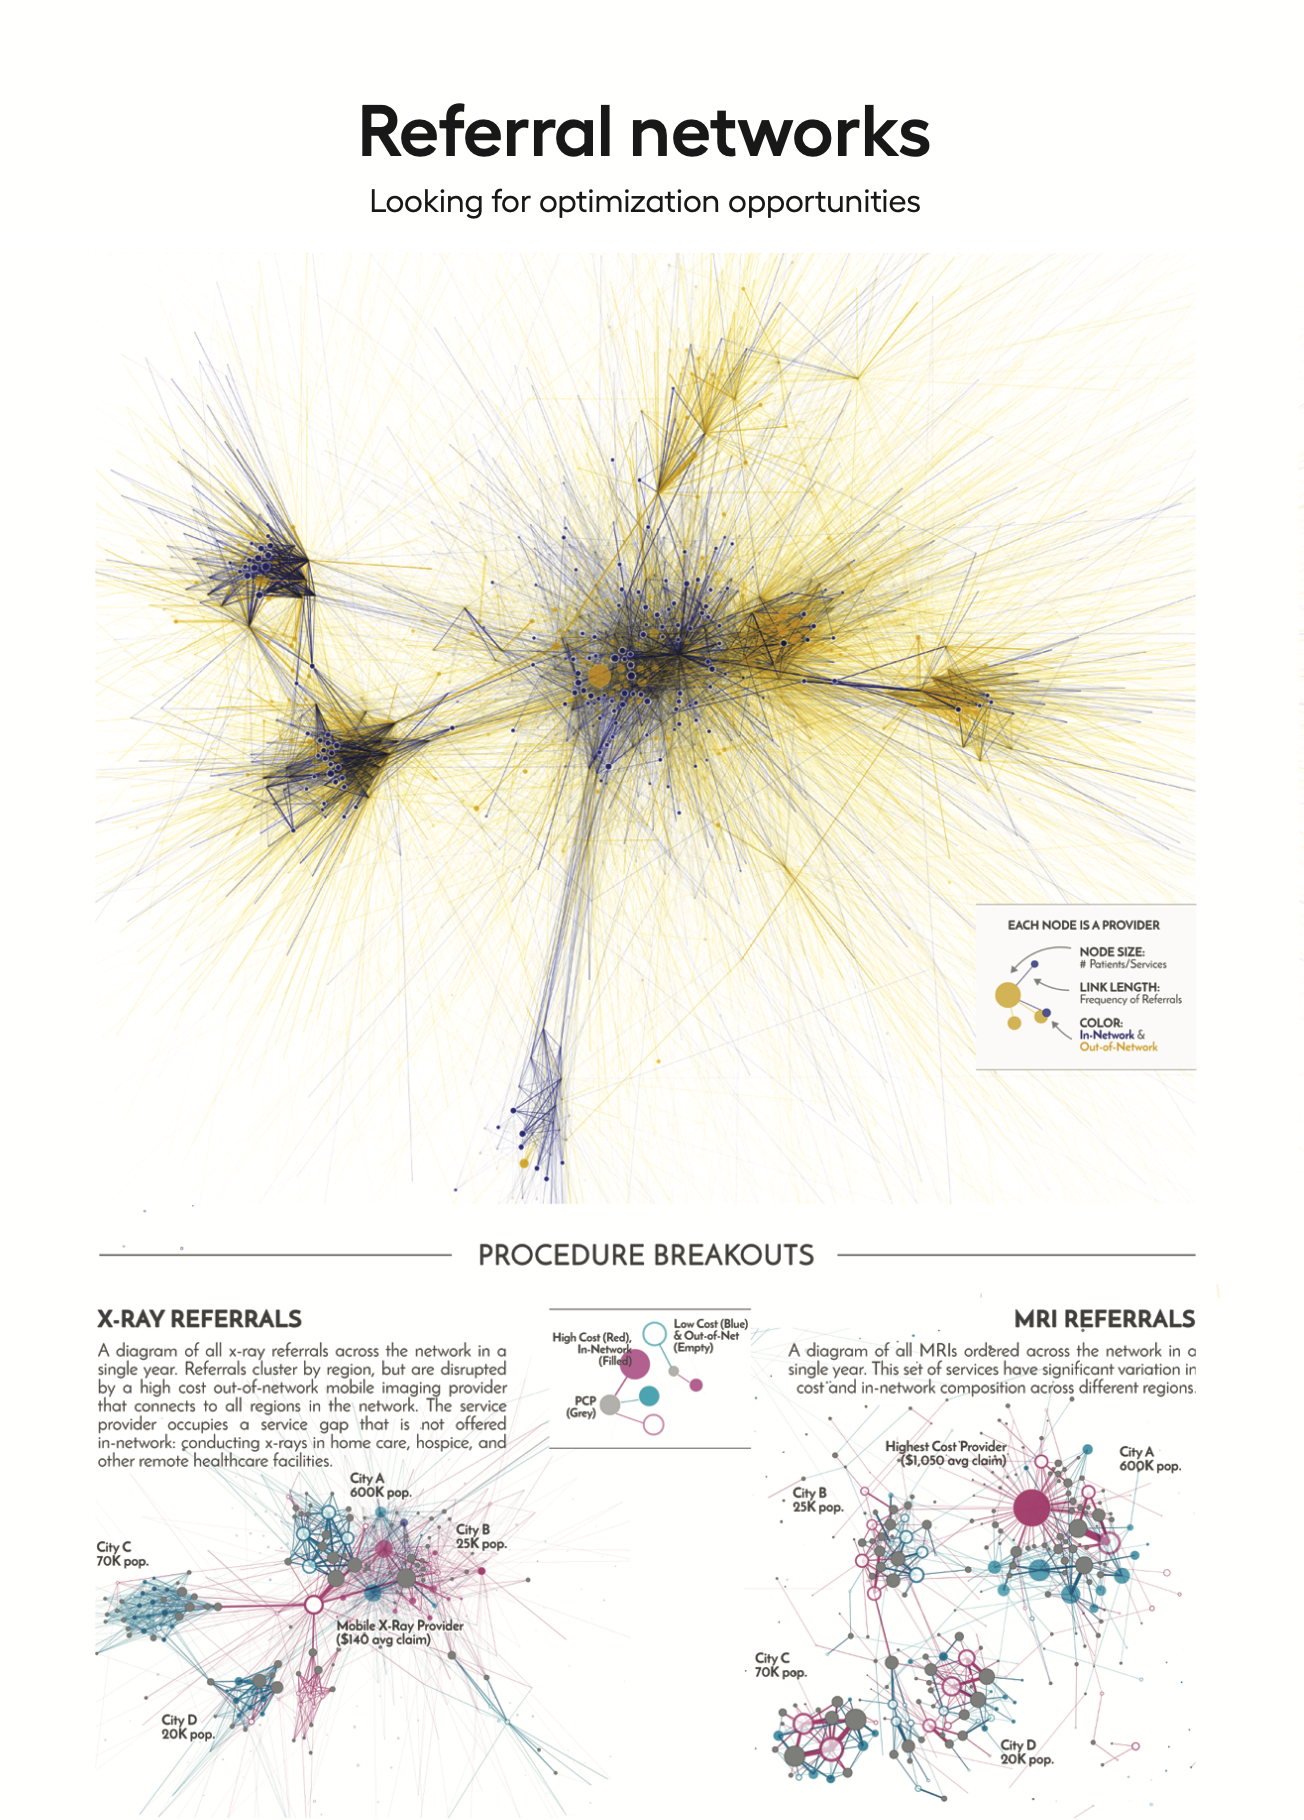 Referral networks
Looking for optimization opportunities
EACH NODE IS A PROVIDER
NODE SIZE:
# Patients/Services
LINK LENGTH:
Frequency of Referrals
COLOR:
In-Network &
Out-of-Network
PROCEDURE BREAKOUTS
X-RAY REFERRALS
A diagram of all x-ray referrals across the network in a
single year. Referrals cluster by region, but are disrupted
by a high cost out-of-network mobile imaging provider
that connects to all regions in the network. The service
provider occupies a service gap that is not offered
in-network: conducting x-rays in home care, hospice, and
other remote healthcare facilities.
City A
600K pop.
City B
25K pop.
City C
70K pop.
Mobile X-Ray Provider
($140 avg claim)
City D
20K pop.
High Cost (Red),
In-Network
(Filled)
Low Cost (Blue)
& Out-of-Net
(Empty)
PCP
(Grey)
MRI REFERRALS
A diagram of all MRIs ordered across the network in a
single year. This set of services have significant variation in
cost and in-network composition across different regions.
Highest Cost Provider
($1,050 avg claim)
City A
600K pop.
City B
25K pop.
City C
70K pop.
City D
20K pop.